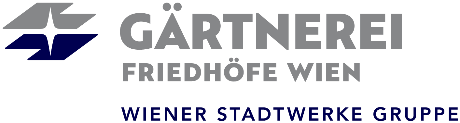 GÄRTNEREI
FRIEDHÖFE WIEN
WIENER STADTWERKE GRUPPE